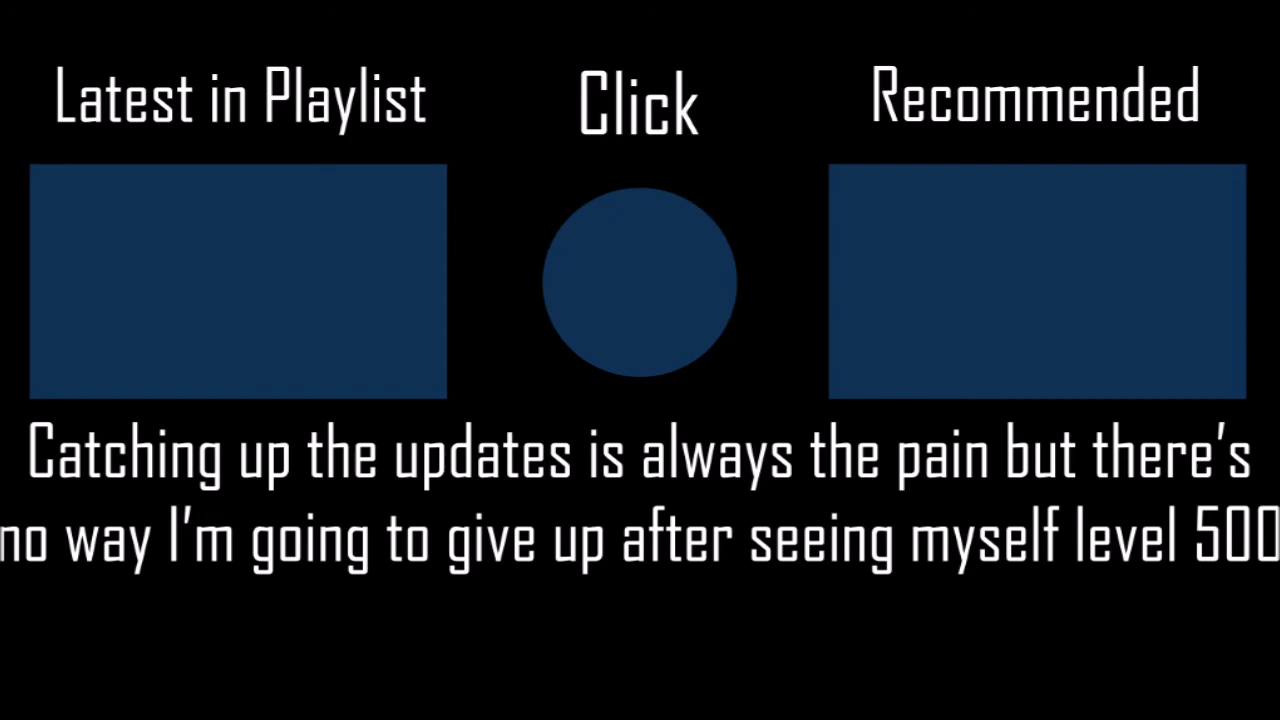 Latest in Playlist
Click
Recommended
Catching up the updates is always the pain but there's
no way I'm going to give up after seeing myself level 500